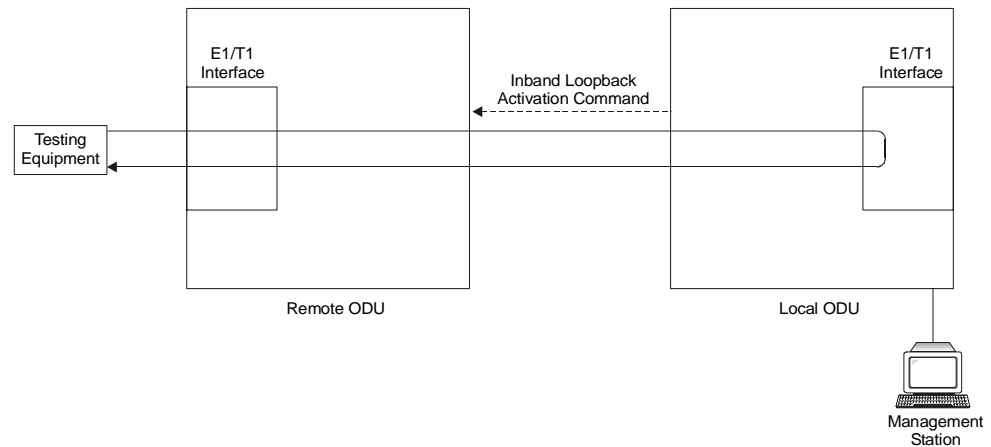 E1/T1
Interface
E1/T1
Interface
Inband Loopback
Activation Command
Testing
Equipment
Remote ODU
Local ODU
Management
Station